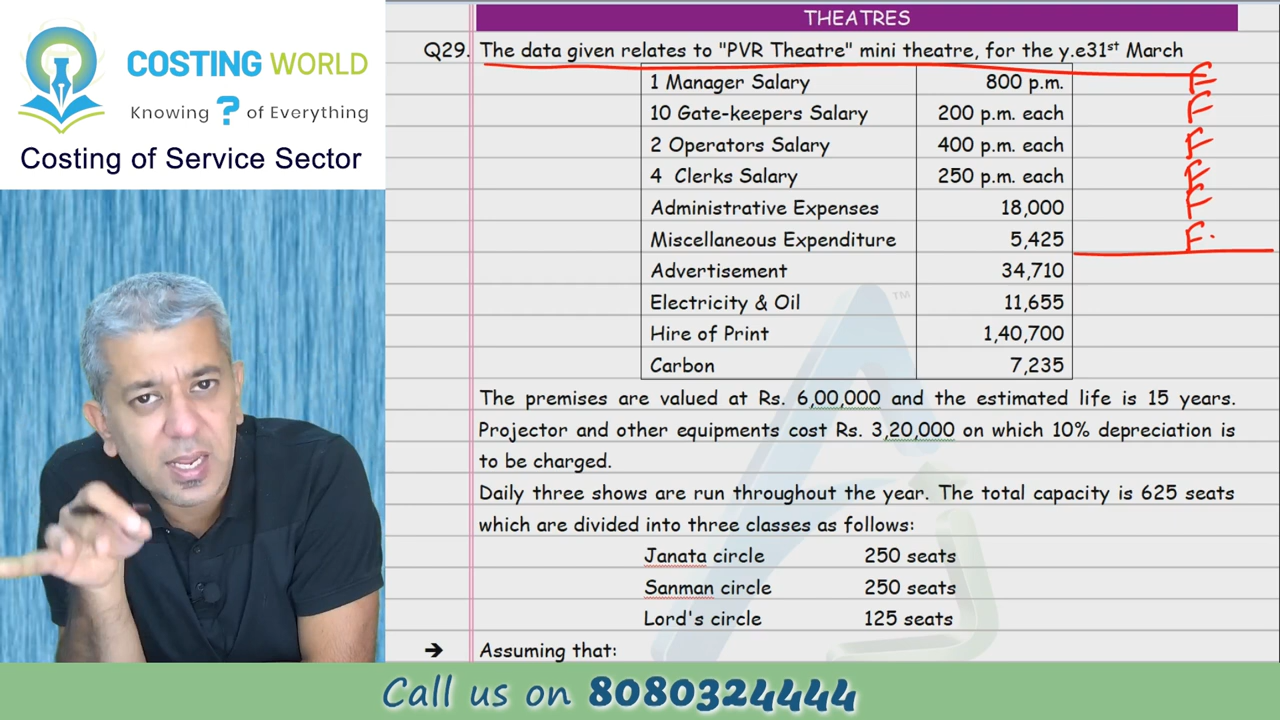 THEATRES
COSTING WORLD
Knowing ? of Everything
Costing of Service Sector
Q29. The data given relates to "PVR Theatre" mini theatre, for the y.e31st March
1 Manager Salary 800 p.m. F
10 Gate-keepers Salary 200 p.m. each F
2 Operators Salary 400 p.m. each F
4 Clerks Salary 250 p.m. each F
Administrative Expenses 18,000 F
Miscellaneous Expenditure 5,425 F
Advertisement 34,710
Electricity & Oil 11,655
Hire of Print 1,40,700
Carbon 7,235
TM
The premises are valued at Rs. 6,00,000 and the estimated life is 15 years.
Projector and other equipments cost Rs. 3,20,000 on which 10% depreciation is
to be charged.
Daily three shows are run throughout the year. The total capacity is 625 seats
which are divided into three classes as follows:
Janata circle 250 seats
Sanman circle 250 seats
Lord's circle 125 seats
➔ Assuming that:
Call us on 8080324444